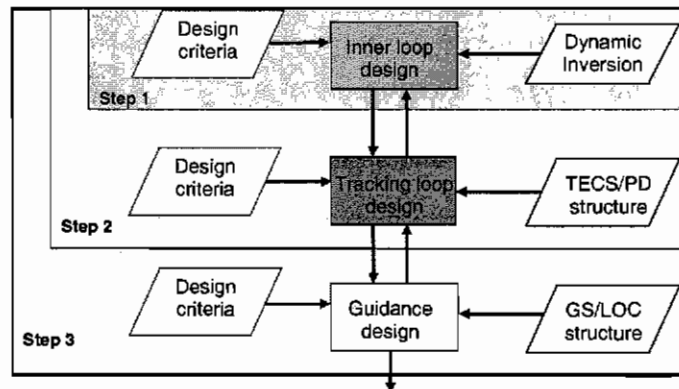 Design
criteria
Inner loop
design
Dynamic
Inversion
Step 1
Design
criteria
Tracking loop
design
TECS/PD
structure
Step 2
Design
criteria
Guidance
design
GS/LOC
structure
Step 3